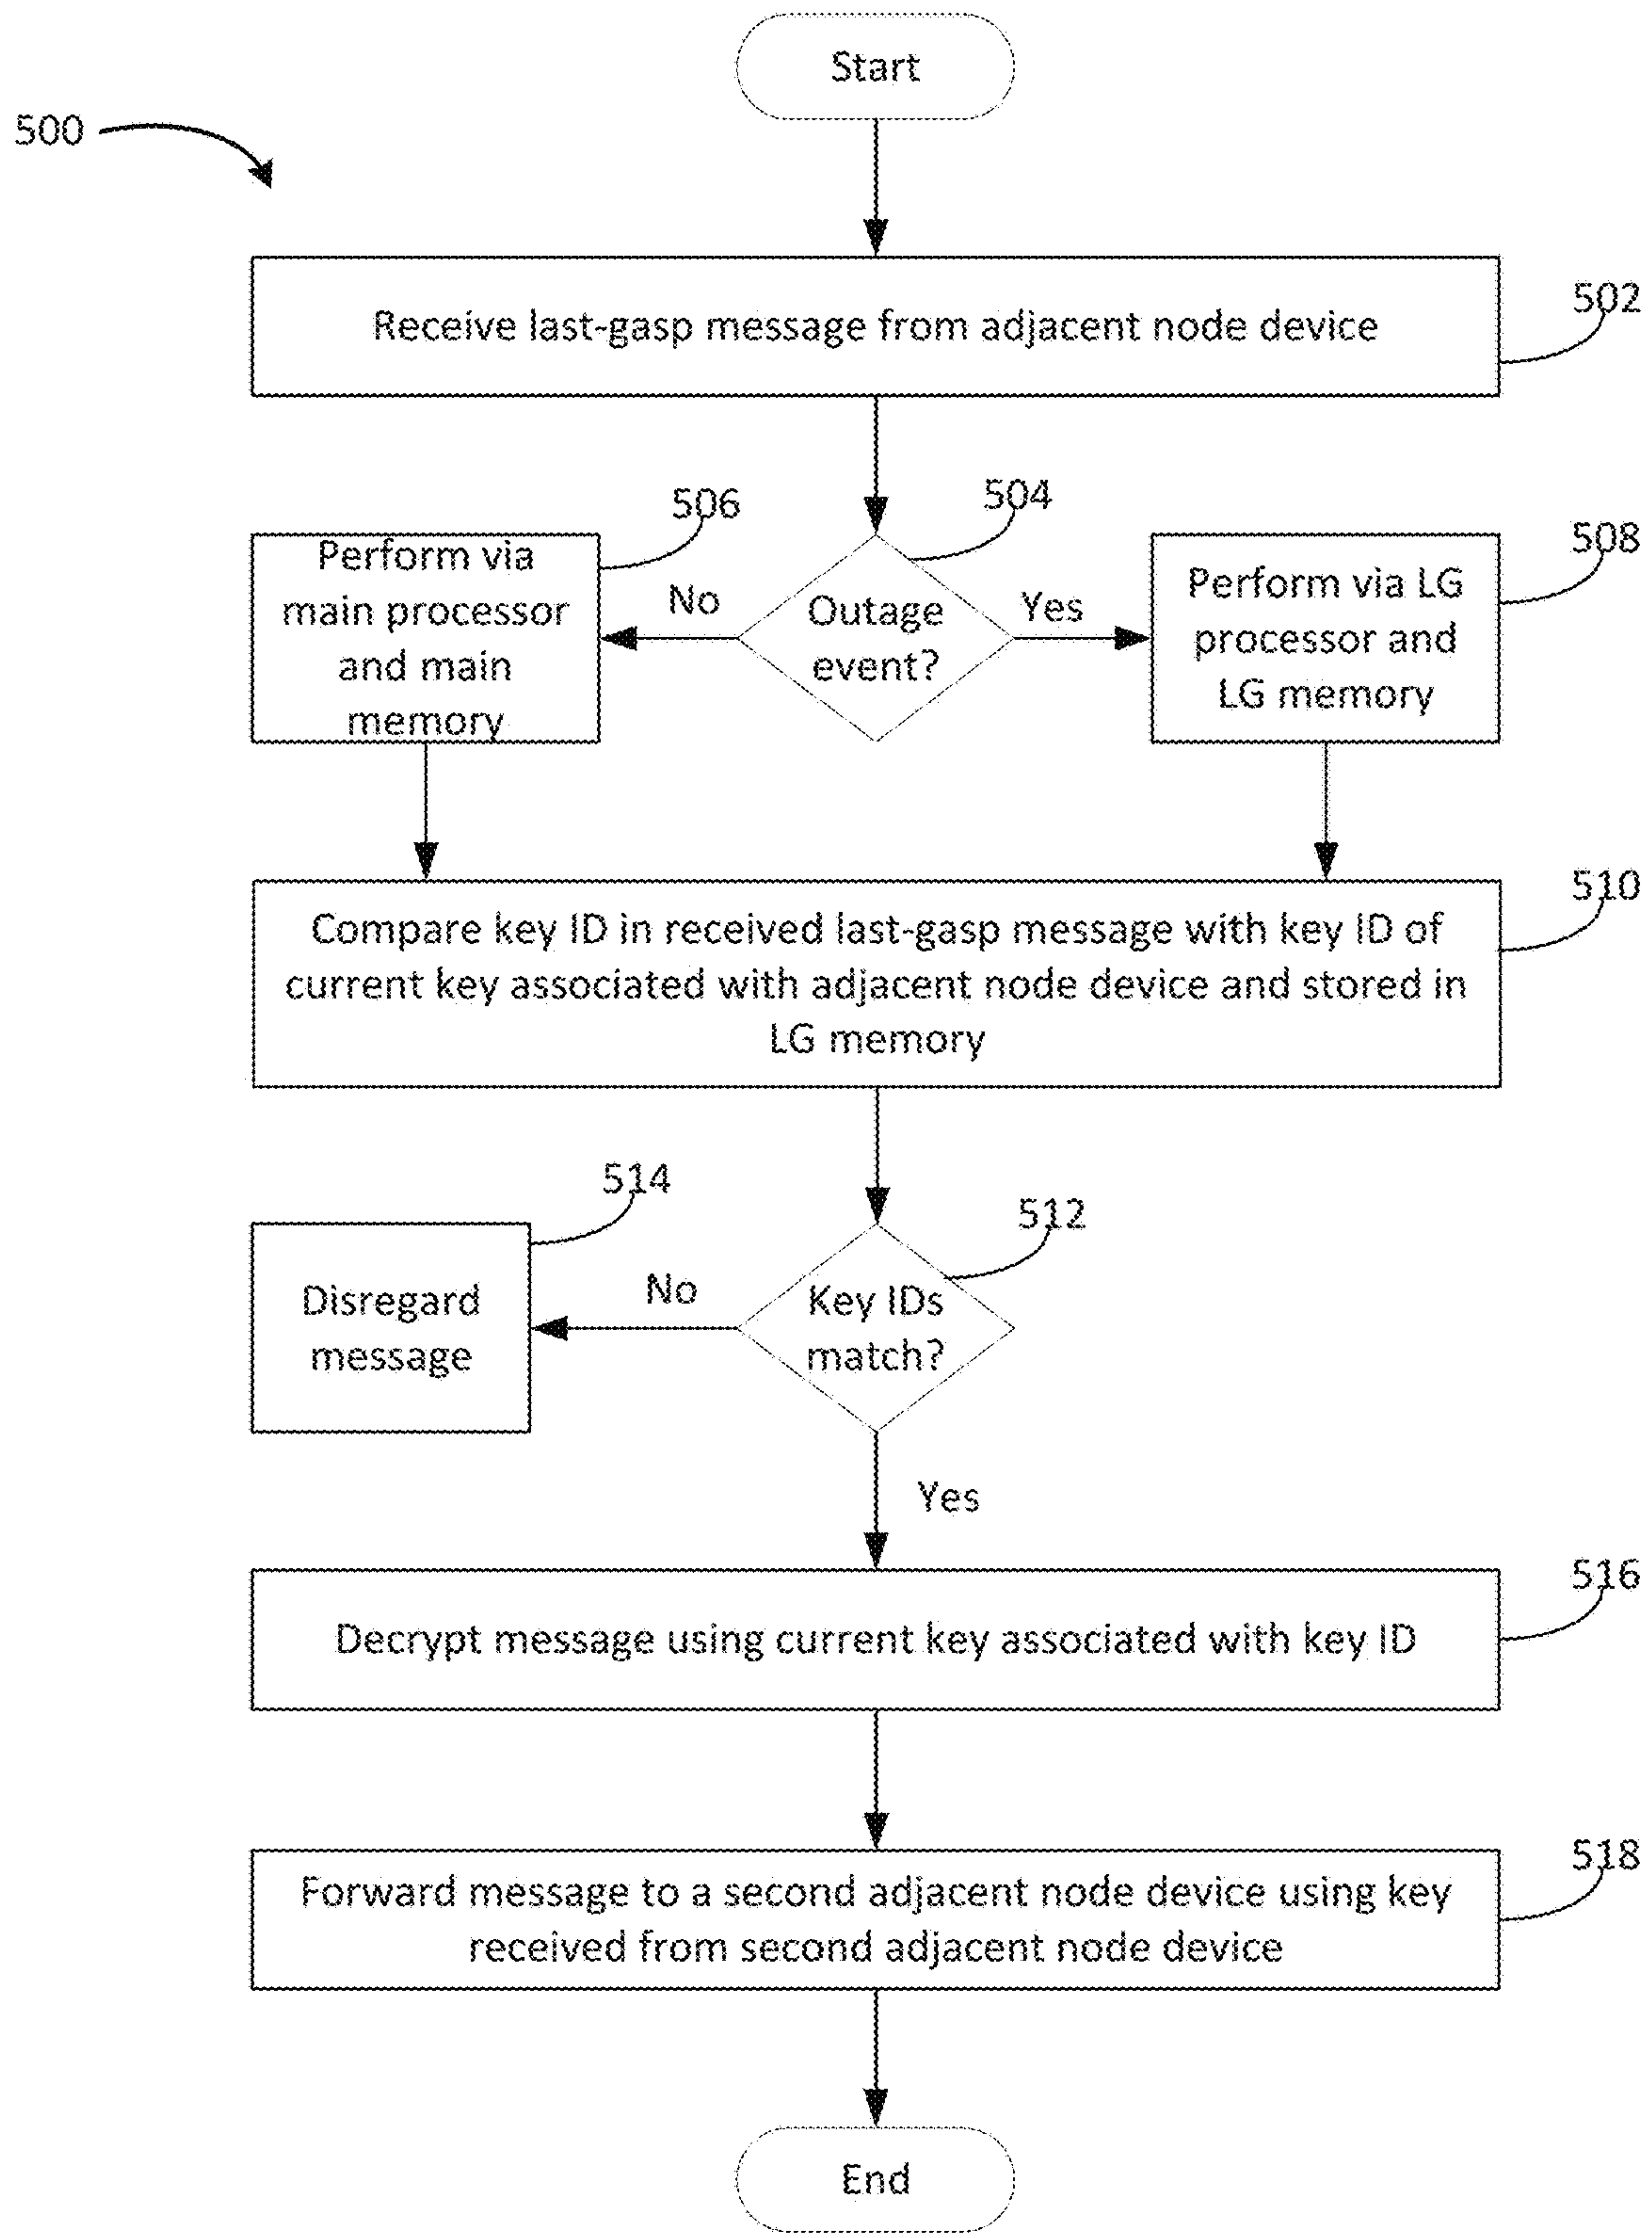 Start
500
Receive last-gasp message from adjacent node device
502
506
504
508
Perform via
main processor
and main
memory
No
Outage
event?
Yes
Perform via LG
processor and
LG memory
510
Compare key ID in received last-gasp message with key ID of
current key associated with adjacent node device and stored in
LG memory
514
512
Disregard
message
No
Key IDs
match?
Yes
516
Decrypt message using current key associated with key ID
518
Forward message to a second adjacent node device using key
received from second adjacent node device
End